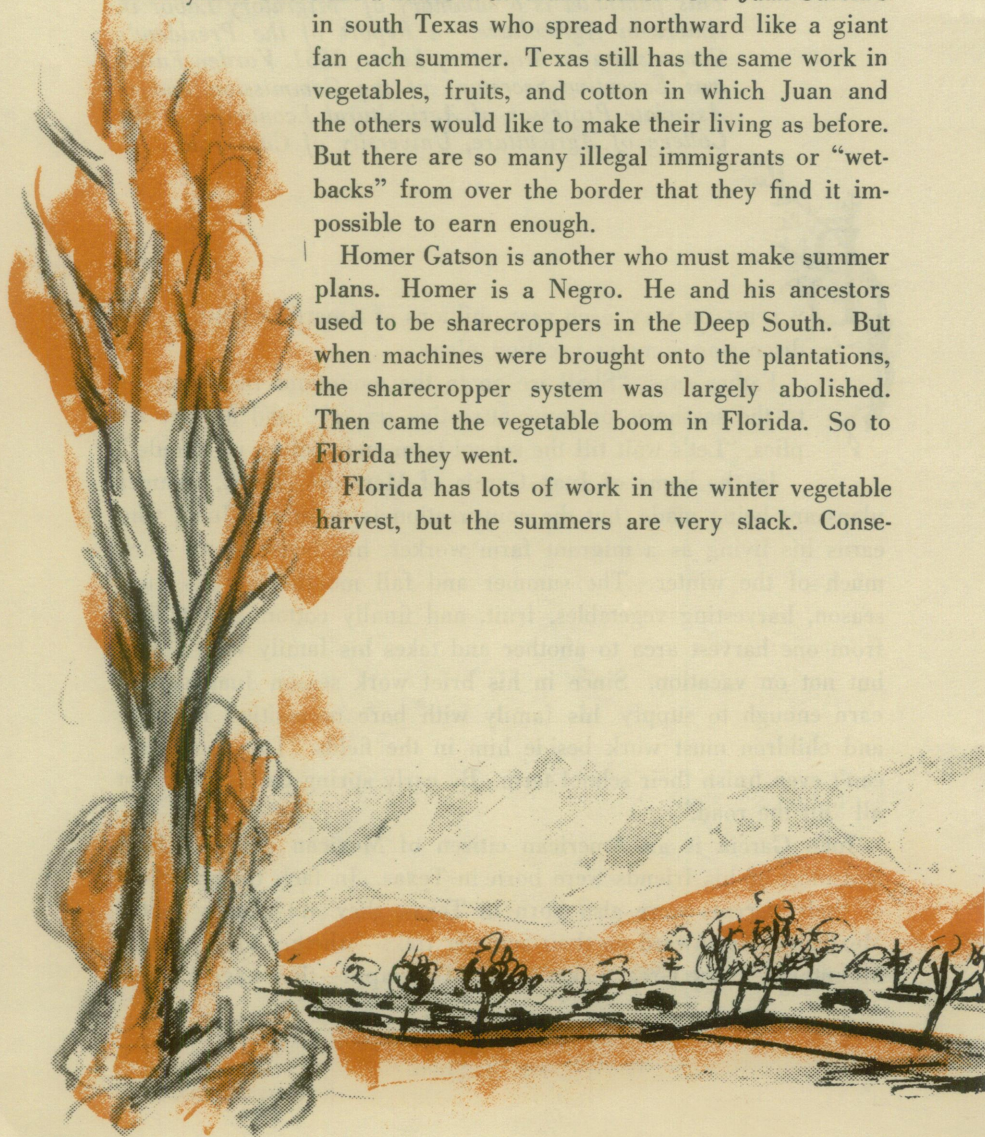 in south Texas who spread northward like a giant
fan each summer. Texas still has the same work in
vegetables, fruits, and cotton in which Juan and
the others would like to make their living as before.
But there are so many illegal immigrants or “wet-
backs” from over the border that they find it im-
possible to earn enough.
Homer Gatson is another who must make summer
plans. Homer is a Negro. He and his ancestors
used to be sharecroppers in the Deep South. But
when machines were brought onto the plantations,
the sharecropper system was largely abolished.
Then came the vegetable boom in Florida. So to
Florida they went.
Florida has lots of work in the winter vegetable
harvest, but the summers are very slack. Conse-